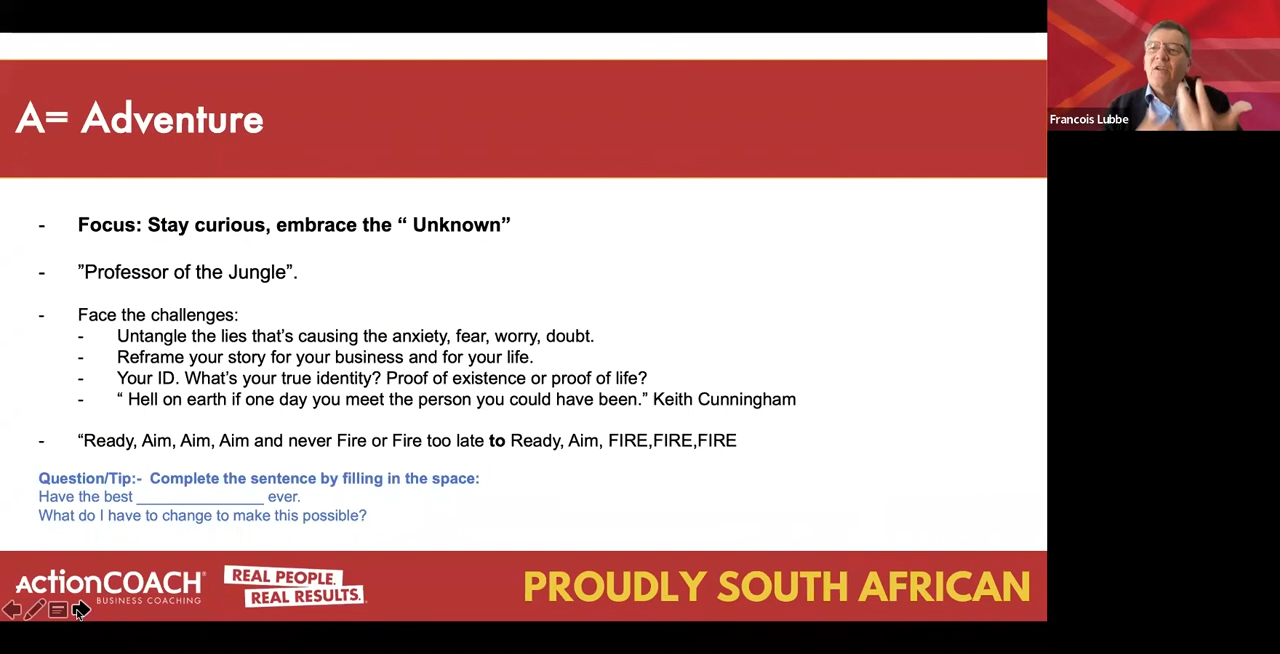 A= Adventure
Francois Lubbe
- Focus: Stay curious, embrace the “ Unknown”
- ”Professor of the Jungle”.
- Face the challenges:
- Untangle the lies that’s causing the anxiety, fear, worry, doubt.
- Reframe your story for your business and for your life.
- Your ID. What’s your true identity? Proof of existence or proof of life?
- “ Hell on earth if one day you meet the person you could have been.” Keith Cunningham
- “Ready, Aim, Aim, Aim and never Fire or Fire too late to Ready, Aim, FIRE,FIRE,FIRE
Question/Tip:- Complete the sentence by filling in the space:
Have the best _______________ ever.
What do I have to change to make this possible?
ActionCOACH®
BUSINESS COACHING
REAL PEOPLE.
REAL RESULTS.
PROUDLY SOUTH AFRICAN